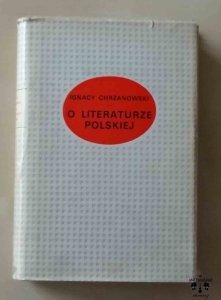 IGNACY CHRZANOWSKI
O LITERATURZE
POLSKIEJ